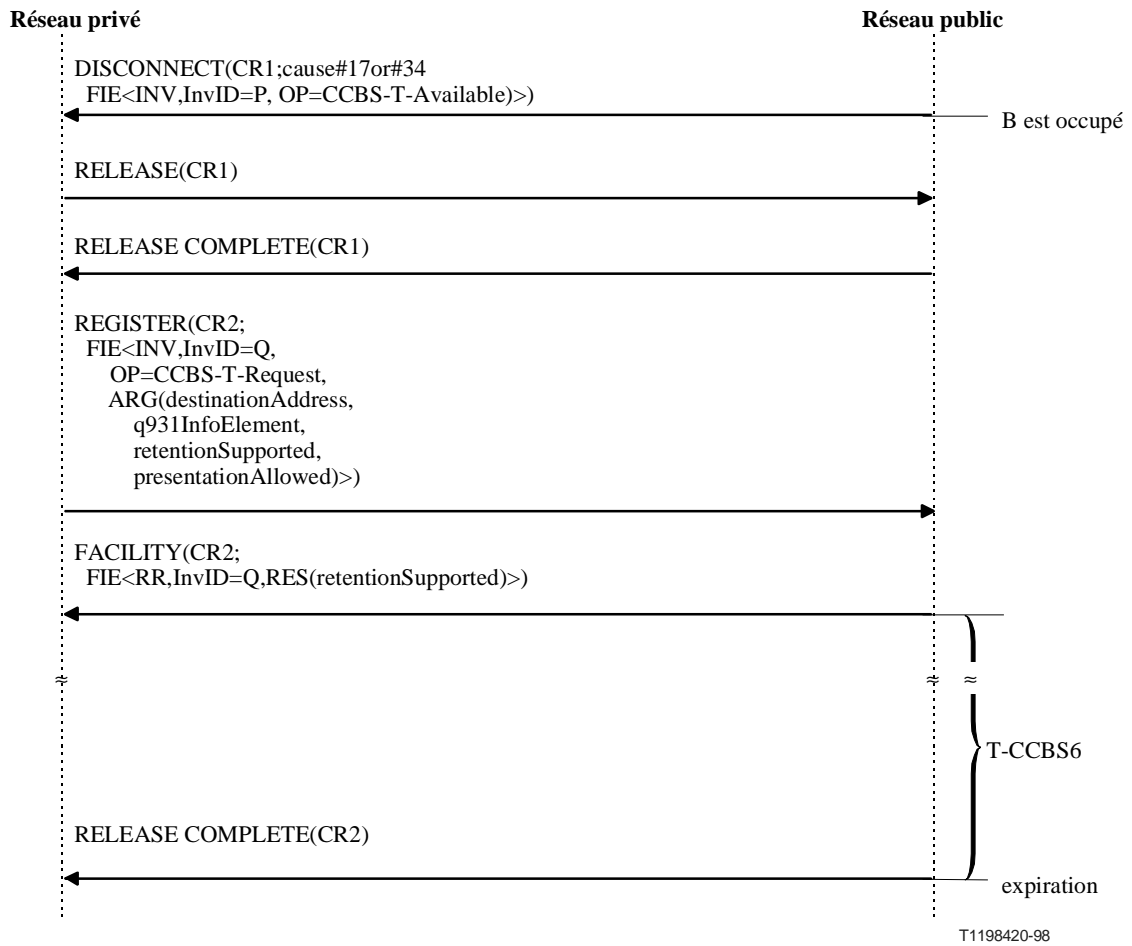 Réseau privé
Réseau public
DISCONNECT(CR1;cause#17or#34
FIE<INV,InvID=P, OP=CCBS-T-Available)>)
B est occupé
RELEASE(CR1)
RELEASE COMPLETE(CR1)
REGISTER(CR2;
FIE<INV,InvID=Q,
OP=CCBS-T-Request,
ARG(destinationAddress,
q931InfoElement,
retentionSupported,
presentationAllowed)>)
FACILITY(CR2;
FIE<RR,InvID=Q,RES(retentionSupported)>)
T-CCBS6
RELEASE COMPLETE(CR2)
expiration
T1198420-98